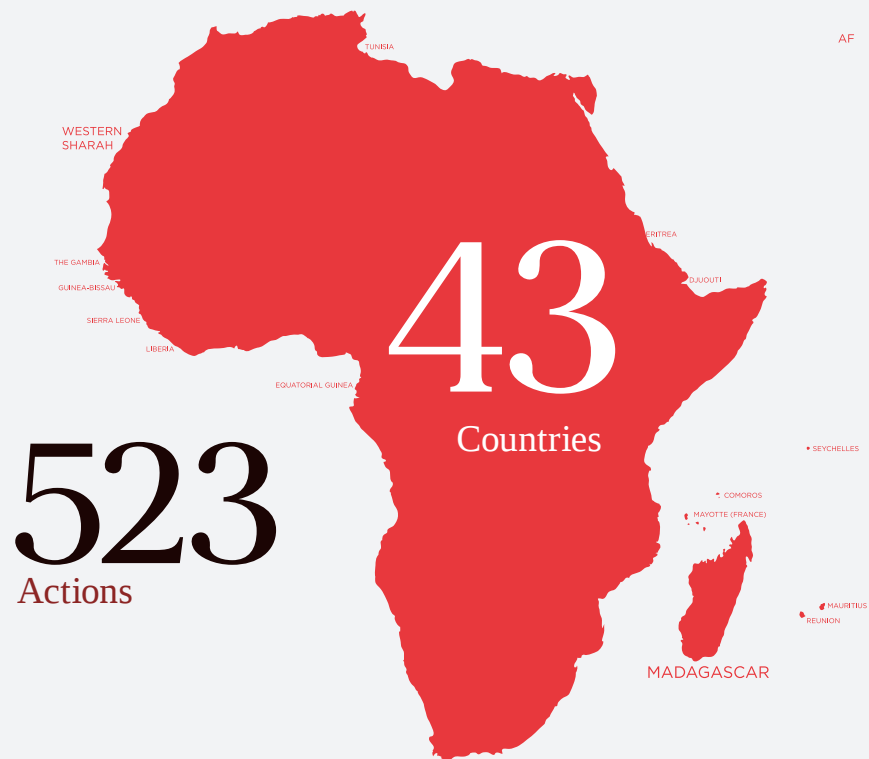 TUNISIA
AF
WESTERN
SHARAH
ERITREA
THE GAMBIA
DJUOUTI
GUINEA-BISSAU
SIERRA LEONE
LIBERIA
EQUATORIAL GUINEA
43
Countries
523
Actions
SEYCHELLES
COMOROS
MAYOTTE (FRANCE)
MAURITIUS
REUNION
MADAGASCAR